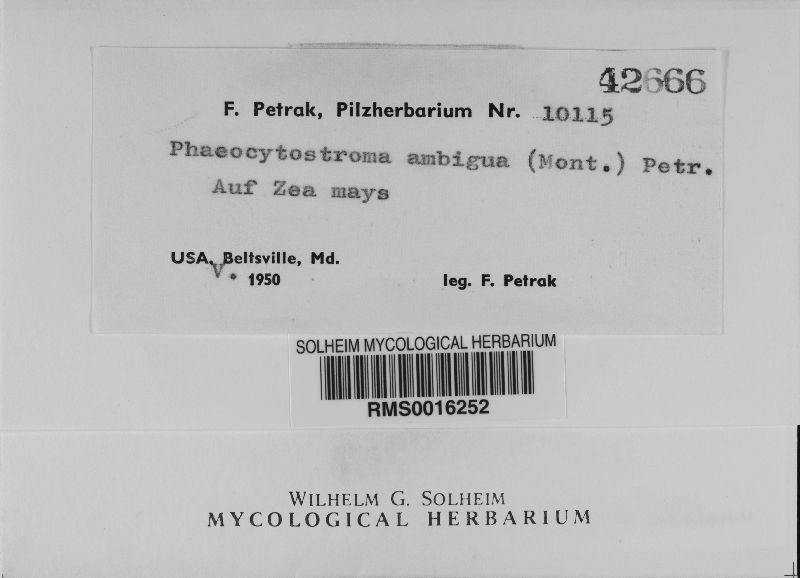 42666
F. Petrak, Pilzherbarium Nr. 10115
Phaeocytostroma ambigua (Mont.) Petr.
Auf Zea mays
USA, Beltsville, Md.
V. 1950 leg. F. Petrak
SOLHEIM MYCOLOGICAL HERBARIUM
RMS0016252
WILHELM G. SOLHEIM
MYCOLOGICAL HERBARIUM